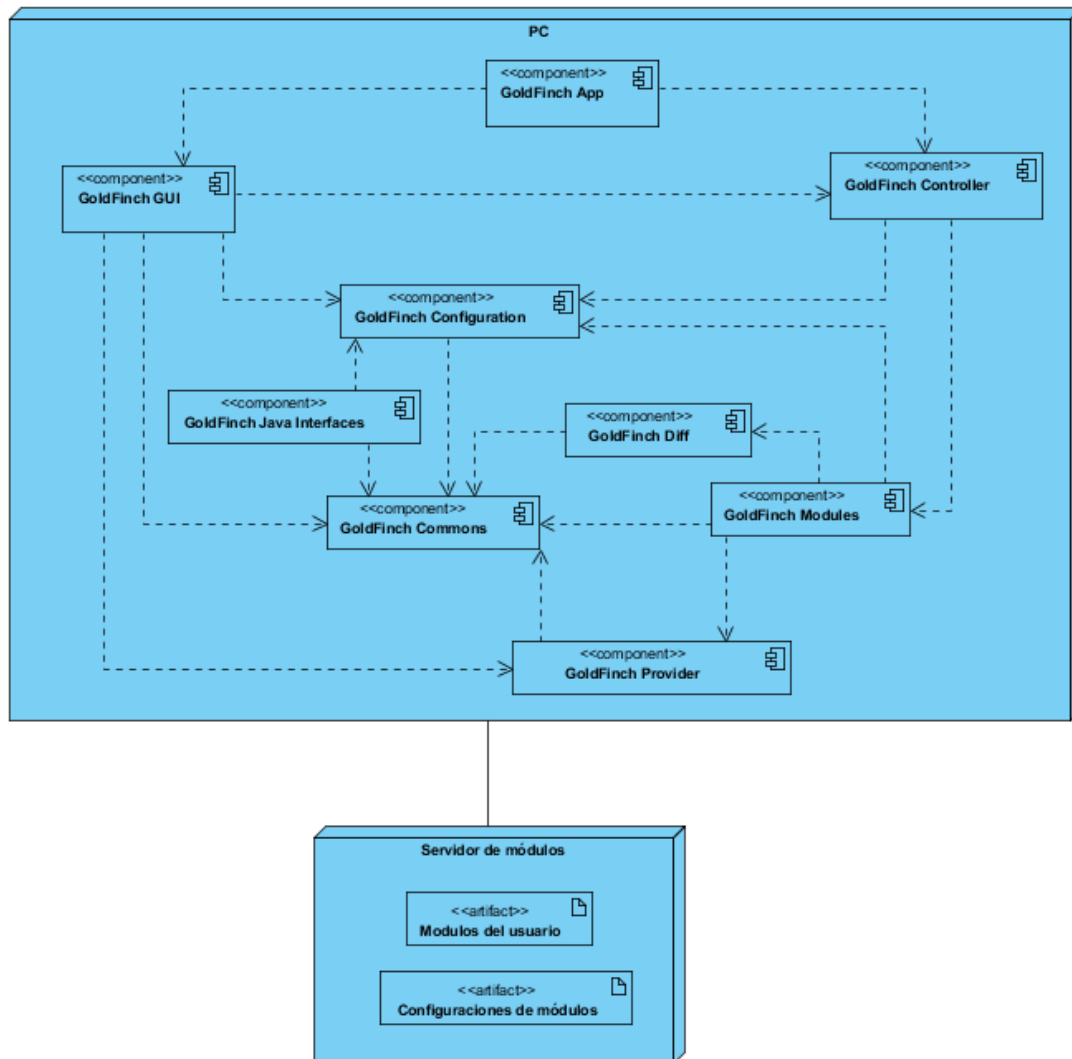 PC
<<component>>
GoldFinch App
<<component>>
GoldFinch GUI
<<component>>
GoldFinch Controller
<<component>>
GoldFinch Configuration
<<component>>
GoldFinch Java Interfaces
<<component>>
GoldFinch Diff
<<component>>
GoldFinch Commons
<<component>>
GoldFinch Modules
<<component>>
GoldFinch Provider
Servidor de módulos
<<artifact>>
Modulos del usuario
<<artifact>>
Configuraciones de módulos